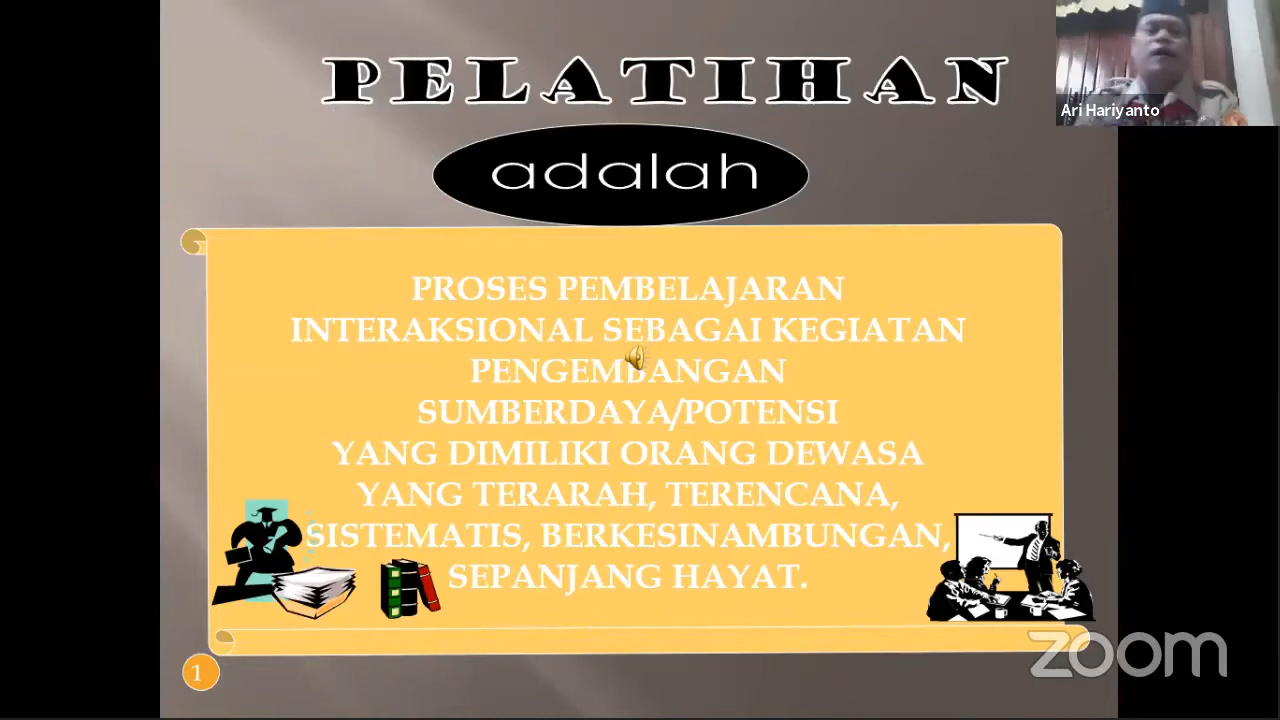 PELATIHAN
Ari Hariyanto
adalah
PROSES PEMBELAJARAN
INTERAKSIONAL SEBAGAI KEGIATAN
PENGEMBANGAN
SUMBERDAYA/POTENSI
YANG DIMILIKI ORANG DEWASA
YANG TERARAH, TERENCANA,
SISTEMATIS, BERKESINAMBUNGAN,
SEPANJANG HAYAT.
zoom
1